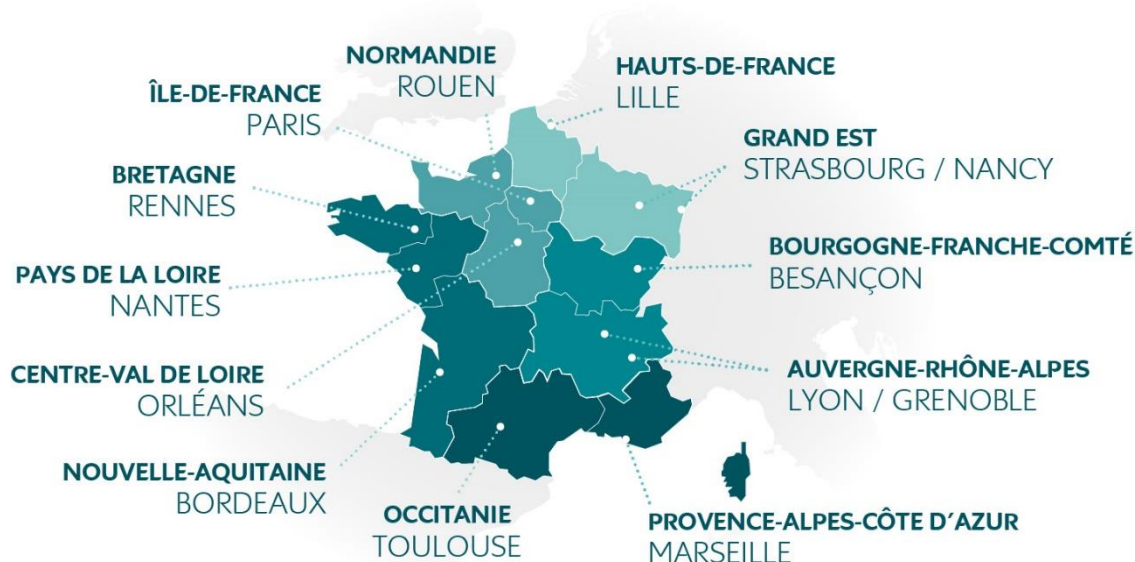 NORMANDIE
ROUEN
HAUTS-DE-FRANCE
LILLE
ÎLE-DE-FRANCE
PARIS
GRAND EST
STRASBOURG / NANCY
BRETAGNE
RENNES
BOURGOGNE-FRANCHE-COMTÉ
BESANÇON
PAYS DE LA LOIRE
NANTES
CENTRE-VAL DE LOIRE
ORLÉANS
AUVERGNE-RHÔNE-ALPES
LYON / GRENOBLE
NOUVELLE-AQUITAINE
BORDEAUX
OCCITANIE
TOULOUSE
PROVENCE-ALPES-CÔTE D'AZUR
MARSEILLE